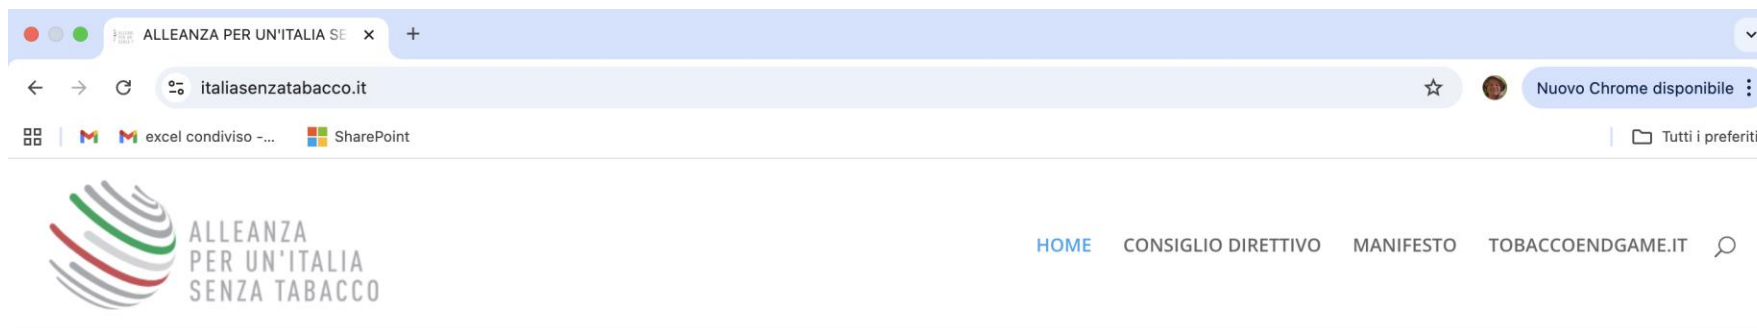 ALLEANZA PER UN'ITALIA SE
italiasenzatabacco.it
Nuovo Chrome disponibile
excel condiviso -...
SharePoint
Tutti i preferiti
ALLEANZA
PER UN'ITALIA
SENZA TABACCO
HOME CONSIGLIO DIRETTIVO MANIFESTO TOBACCOENDGAME.IT